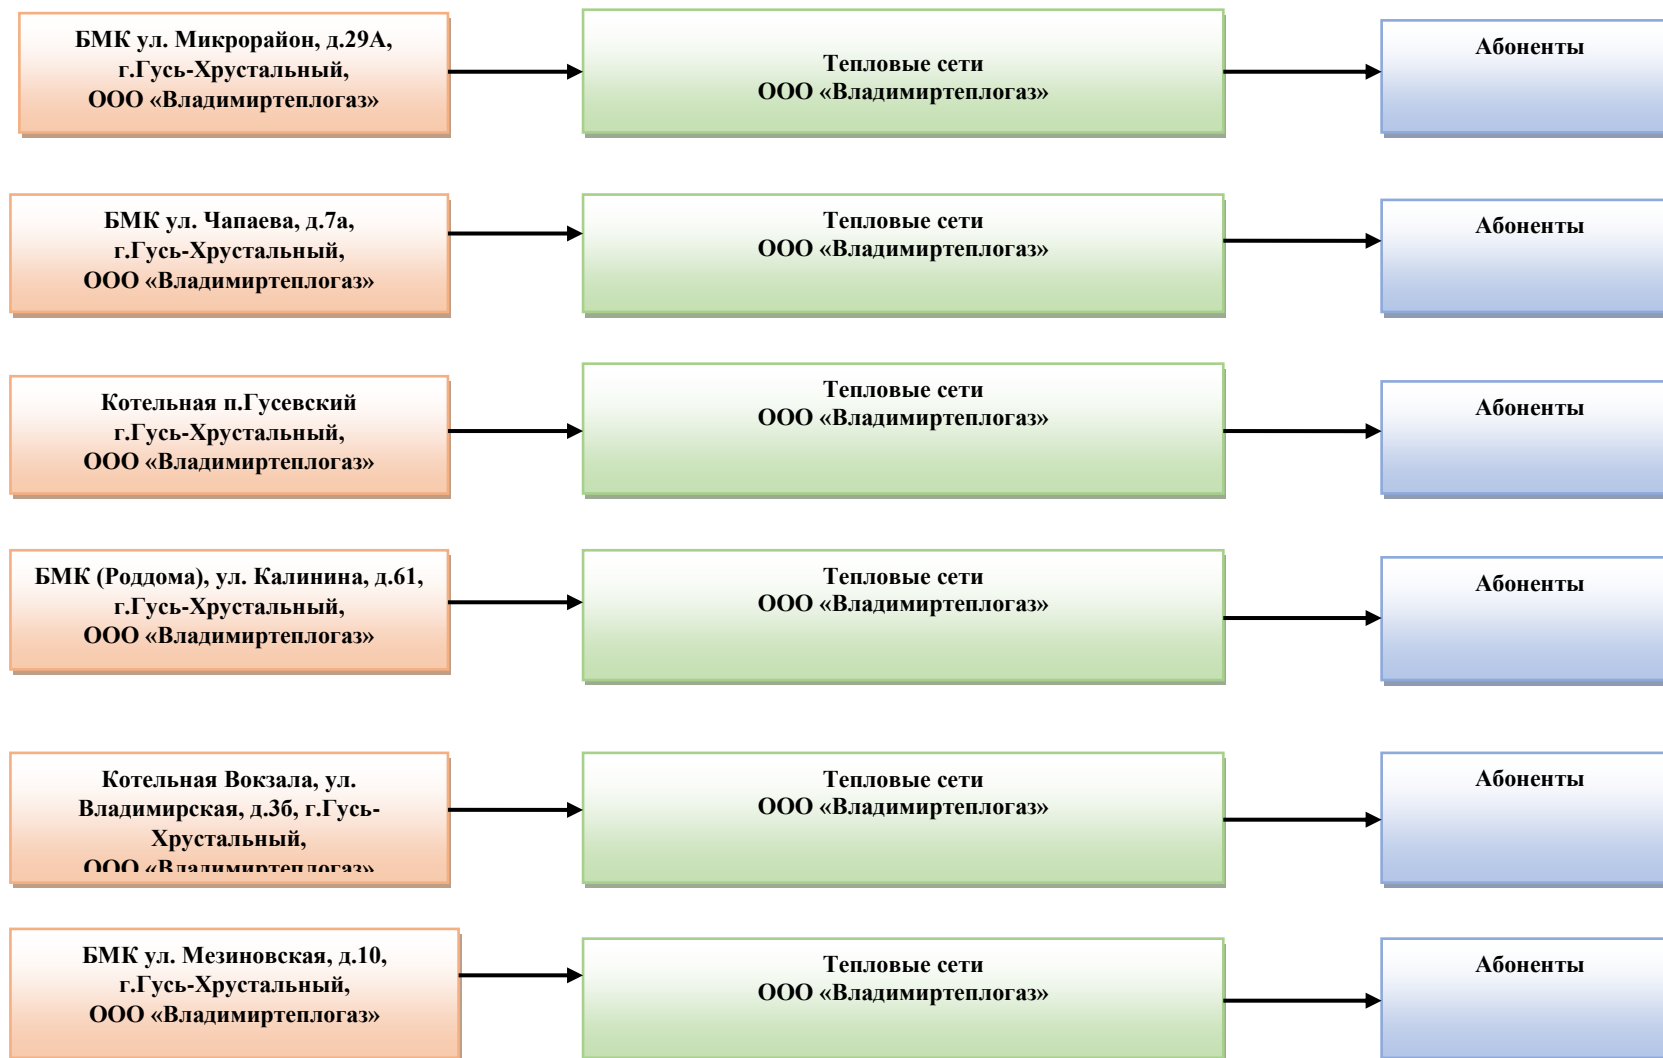 БМК ул. Микрорайон, д.29А,
г.Гусь-Хрустальный,
ООО «Владимиртеплогаз»
Тепловые сети
ООО «Владимиртеплогаз»
Абоненты
БМК ул. Чапаева, д.7а,
г.Гусь-Хрустальный,
ООО «Владимиртеплогаз»
Тепловые сети
ООО «Владимиртеплогаз»
Абоненты
Котельная п.Гусевский
г.Гусь-Хрустальный,
ООО «Владимиртеплогаз»
Тепловые сети
ООО «Владимиртеплогаз»
Абоненты
БМК (Роддома), ул. Калинина, д.61,
г.Гусь-Хрустальный,
ООО «Владимиртеплогаз»
Тепловые сети
ООО «Владимиртеплогаз»
Абоненты
Котельная Вокзала, ул.
Владимирская, д.3б, г.Гусь-
Хрустальный,
ООО «Владимиртеплогаз»
Тепловые сети
ООО «Владимиртеплогаз»
Абоненты
БМК ул. Мезиновская, д.10,
г.Гусь-Хрустальный,
ООО «Владимиртеплогаз»
Тепловые сети
ООО «Владимиртеплогаз»
Абоненты